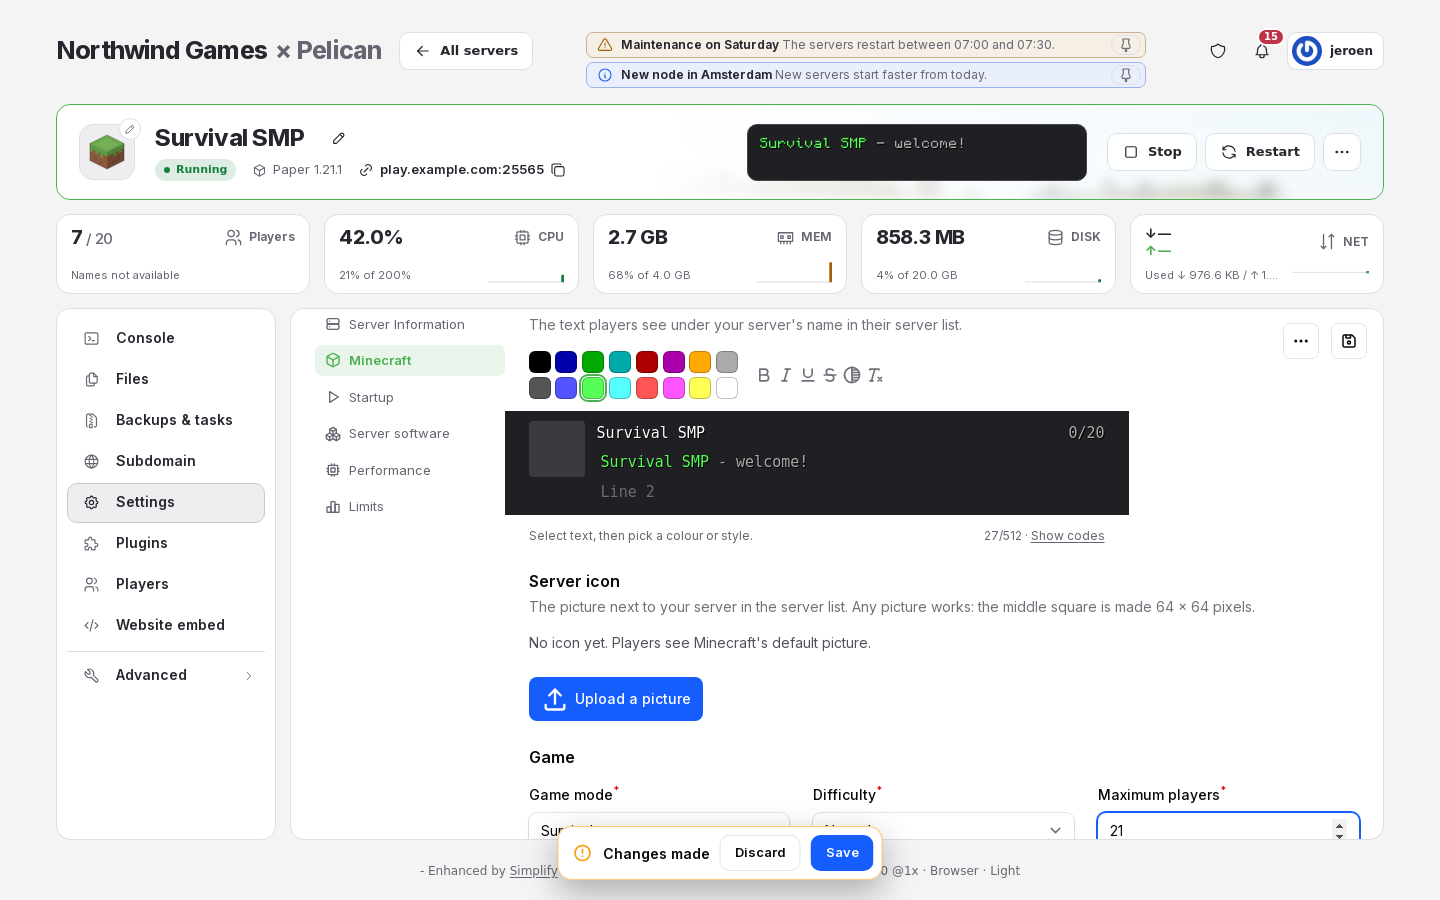 Northwind Games × Pelican
All servers
Maintenance on Saturday The servers restart between 07:00 and 07:30.
New node in Amsterdam New servers start faster from today.
15
jeroen
Survival SMP
Running
Paper 1.21.1
play.example.com:25565
Survival SMP - welcome!
Stop
Restart
7 / 20
Players
Names not available
42.0%
CPU
21% of 200%
2.7 GB
MEM
68% of 4.0 GB
858.3 MB
DISK
4% of 20.0 GB
↓—
↑—
NET
Used ↓ 976.6 KB / ↑ 1....
Console
Files
Backups & tasks
Subdomain
Settings
Plugins
Players
Website embed
Advanced
Server Information
Minecraft
Startup
Server software
Performance
Limits
The text players see under your server's name in their server list.
B I U S Tx
Survival SMP
0/20
Survival SMP - welcome!
Line 2
Select text, then pick a colour or style.
27/512 · Show codes
Server icon
The picture next to your server in the server list. Any picture works: the middle square is made 64 × 64 pixels.
No icon yet. Players see Minecraft's default picture.
Upload a picture
Game
Game mode*
Difficulty*
Maximum players*
21
Changes made
Discard
Save
- Enhanced by Simplify
0 @1x · Browser · Light